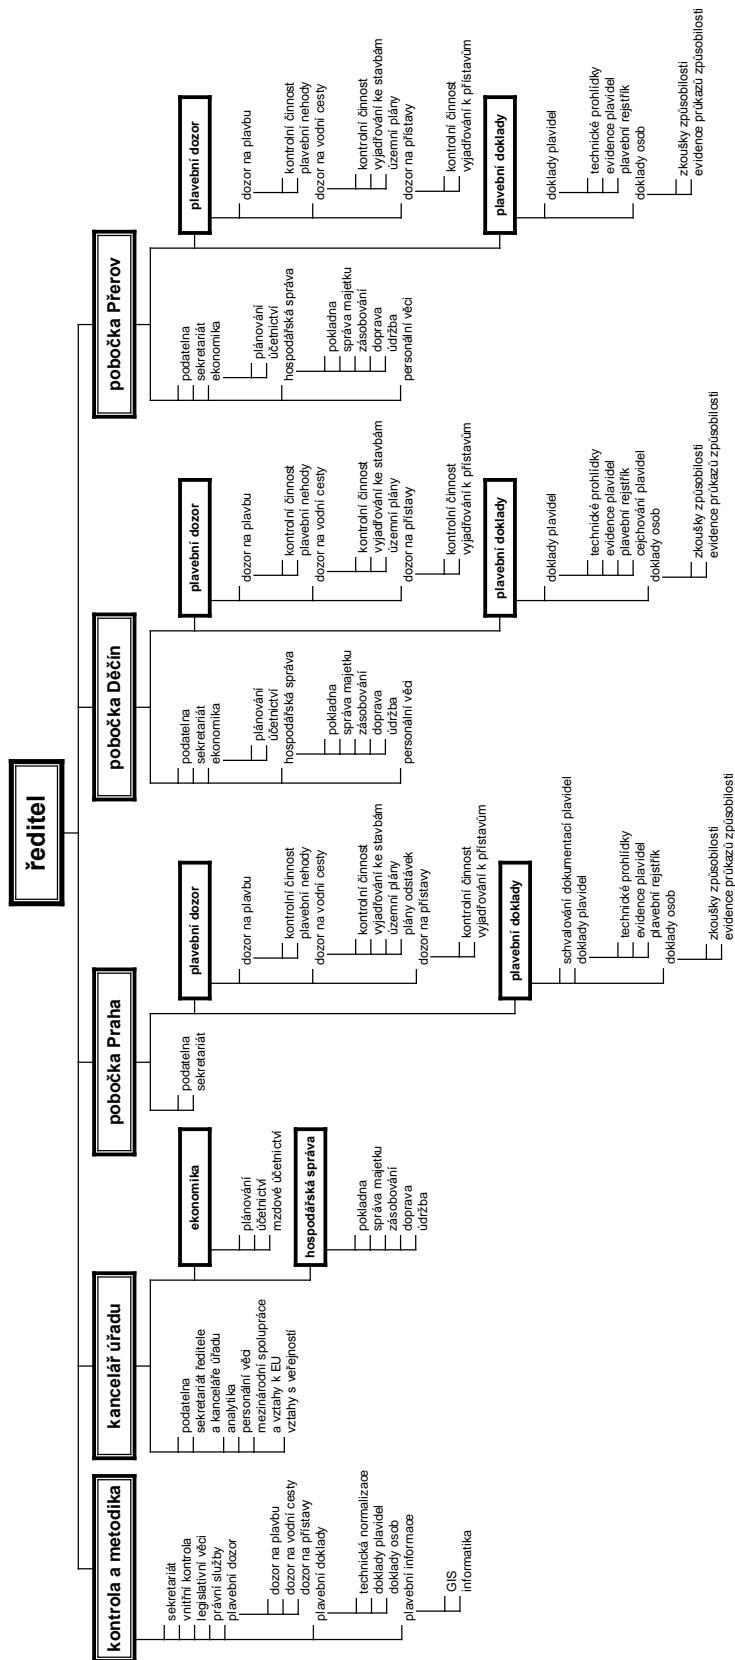 ředitel
kontrola a metodika
sekretariát
vnitřní kontrola
legislativní věci
právní služby
plavební dozor
dozor na plavbu
dozor na vodní cesty
dozor na přístavy
plavební doklady
technická normalizace
doklady plavidel
doklady osob
plavební informace
GIS
informatika
kancelář úřadu
podatelna
sekretariát ředitele
a kanceláře úřadu
analytika
personální věci
mezinárodní spolupráce
a vztahy k EU
vztahy s veřejností
ekonomika
plánování
účetnictví
mzdové účetnictví
hospodářská správa
pokladna
správa majetku
zásobování
doprava
údržba
pobočka Praha
podatelna
sekretariát
plavební dozor
dozor na plavbu
kontrolní činnost
plavební nehody
dozor na vodní cesty
kontrolní činnost
vyjadřování ke stavbám
územní plány
plány odstávek
dozor na přístavy
kontrolní činnost
vyjadřování k přístavům
plavební doklady
schvalování dokumentací plavidel
doklady plavidel
technické prohlídky
evidence plavidel
plavební rejstřík
doklady osob
zkoušky způsobilosti
evidence průkazů způsobilosti
pobočka Děčín
podatelna
sekretariát
ekonomika
plánování
účetnictví
hospodářská správa
pokladna
správa majetku
zásobování
doprava
údržba
personální věci
plavební dozor
dozor na plavbu
kontrolní činnost
plavební nehody
dozor na vodní cesty
kontrolní činnost
vyjadřování ke stavbám
územní plány
dozor na přístavy
kontrolní činnost
vyjadřování k přístavům
plavební doklady
doklady plavidel
technické prohlídky
evidence plavidel
plavební rejstřík
cejchování plavidel
doklady osob
zkoušky způsobilosti
evidence průkazů způsobilosti
pobočka Přerov
podatelna
sekretariát
ekonomika
plánování
účetnictví
hospodářská správa
pokladna
správa majetku
zásobování
doprava
údržba
personální věci
plavební dozor
dozor na plavbu
kontrolní činnost
plavební nehody
dozor na vodní cesty
kontrolní činnost
vyjadřování ke stavbám
územní plány
dozor na přístavy
kontrolní činnost
vyjadřování k přístavům
plavební doklady
doklady plavidel
technické prohlídky
evidence plavidel
plavební rejstřík
doklady osob
zkoušky způsobilosti
evidence průkazů způsobilosti